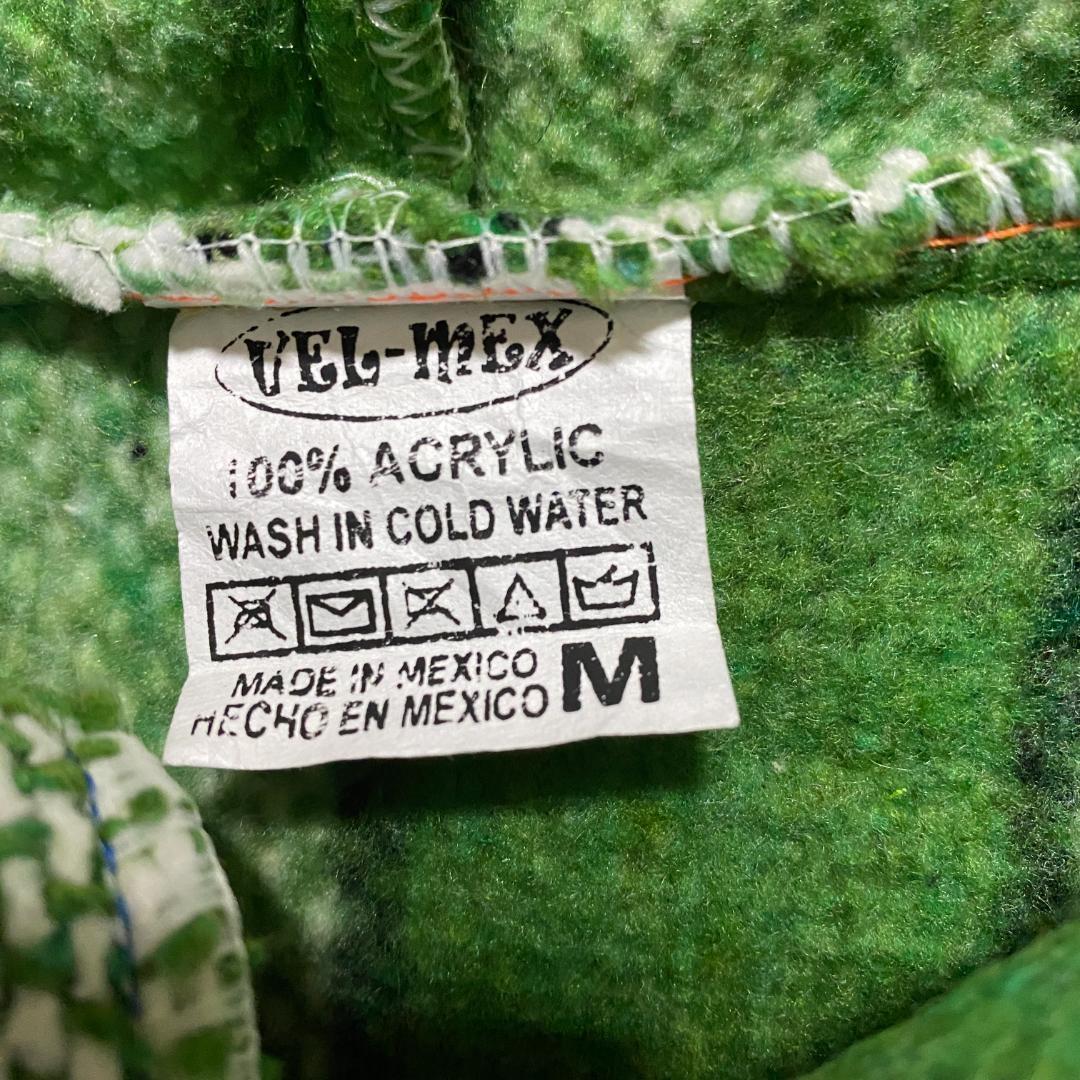 VEL-MEX
100% ACRYLIC
WASH IN COLD WATER
MADE IN MEXICO
HECHO EN MEXICO
M